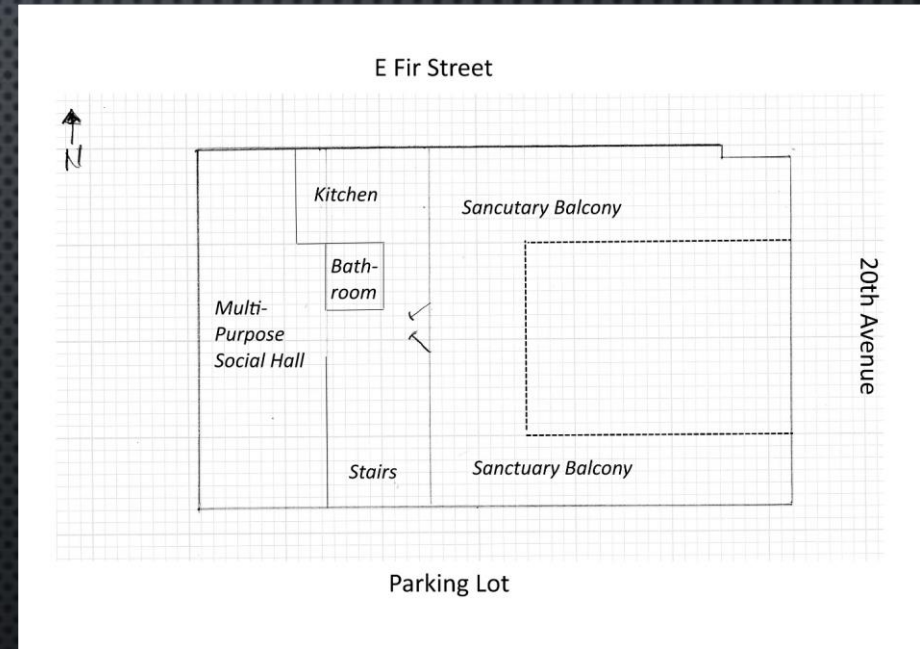 E Fir Street
N
Kitchen
Sancutary Balcony
Bath-
room
Multi-
Purpose
Social Hall
20th Avenue
Stairs
Sanctuary Balcony
Parking Lot